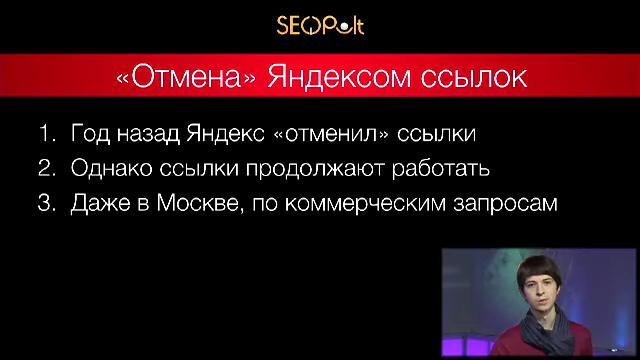 SEOPult
«Отмена» Яндексом ссылок
1. Год назад Яндекс «отменил» ссылки
2. Однако ссылки продолжают работать
3. Даже в Москве, по коммерческим запросам